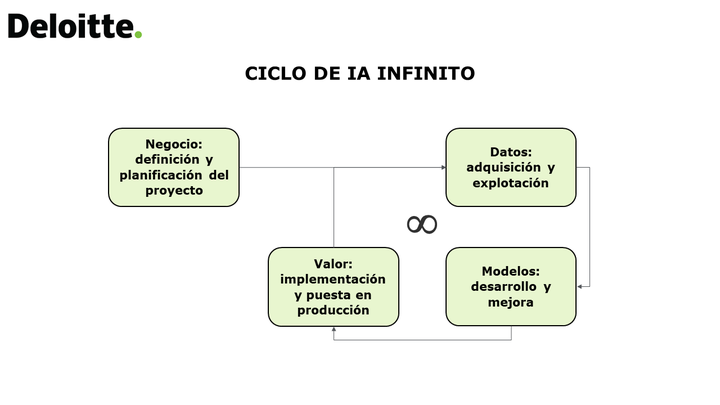 Deloitte.
CICLO DE IA INFINITO
Negocio:
definición y
planificación del
proyecto
Datos:
adquisición y
explotación
∞
Valor:
implementación
y puesta en
producción
Modelos:
desarrollo y
mejora